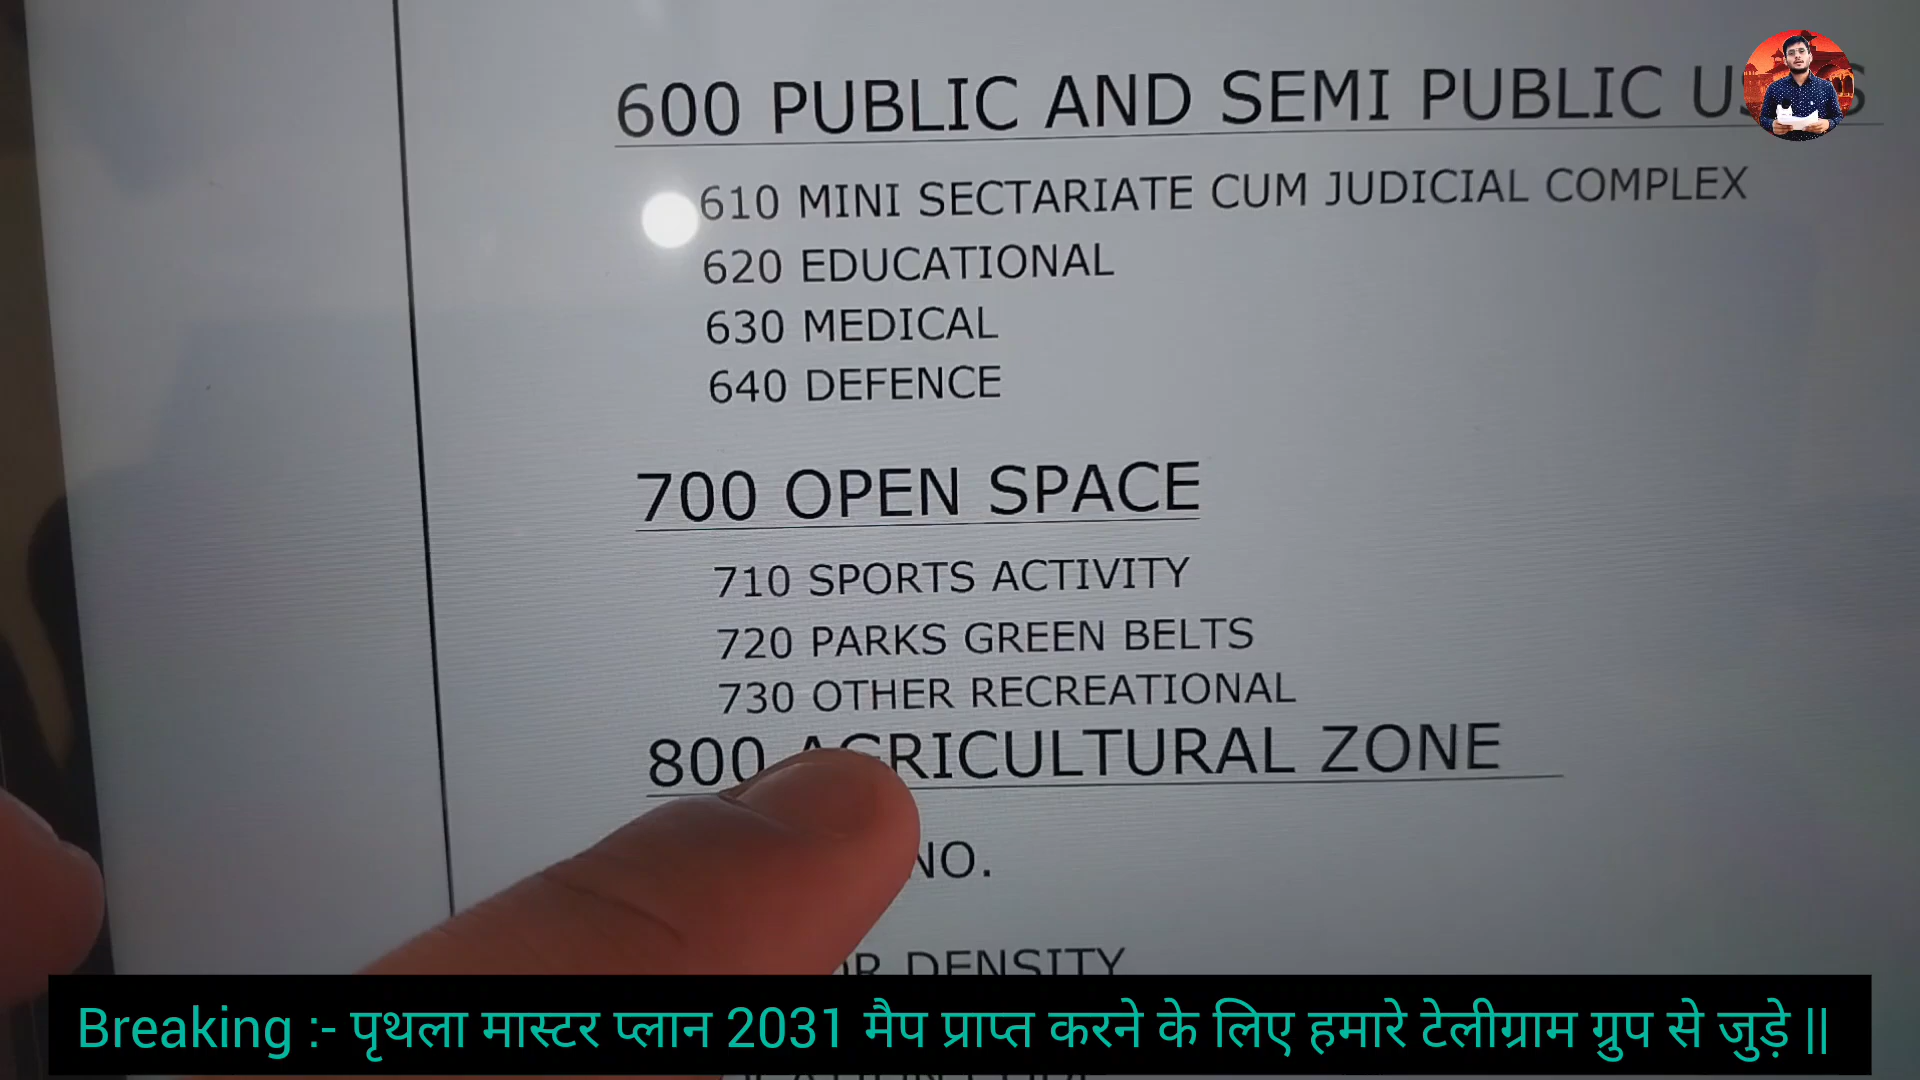 600 PUBLIC AND SEMI PUBLIC
610 MINI SECTARIATE CUM JUDICIAL COMPLEX
620 EDUCATIONAL
630 MEDICAL
640 DEFENCE
700 OPEN SPACE
710 SPORTS ACTIVITY
720 PARKS GREEN BELTS
730 OTHER RECREATIONAL
800 AGRICULTURAL ZONE
NO.
DENSITY
Breaking :- पृथला मास्टर प्लान 2031 मैप प्राप्त करने के लिए हमारे टेलीग्राम ग्रुप से जुड़े ||